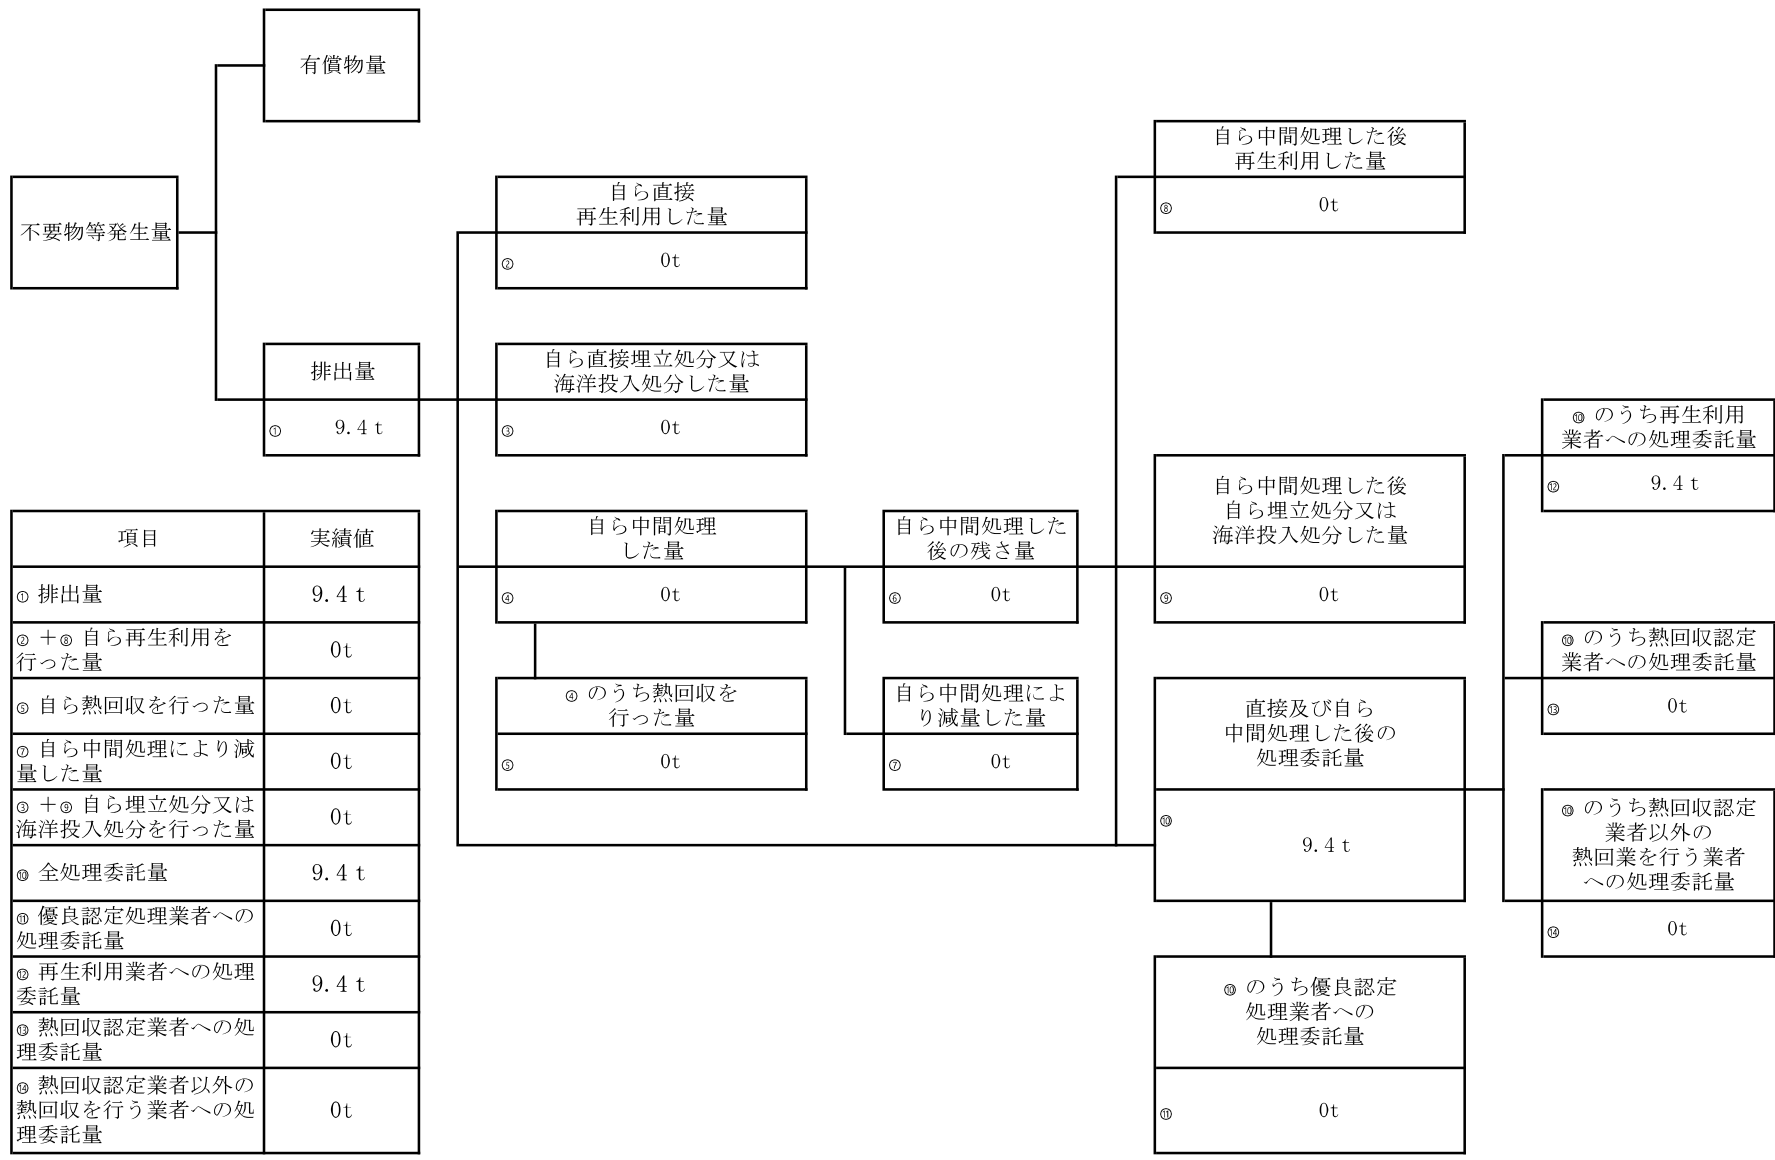 有償物量
不要物等発生量
排出量
① 9.4 t
自ら直接
再生利用した量
② 0t
自ら直接埋立処分又は
海洋投入処分した量
③ 0t
自ら中間処理
した量
④ 0t
④ のうち熱回収を
行った量
⑤ 0t
自ら中間処理した
後の残さ量
⑥ 0t
自ら中間処理によ
り減量した量
⑦ 0t
自ら中間処理した後
再生利用した量
⑧ 0t
自ら中間処理した後
自ら埋立処分又は
海洋投入処分した量
⑨ 0t
直接及び自ら
中間処理した後の
処理委託量
⑩
9.4 t
⑩ のうち優良認定
処理業者への
処理委託量
⑪ 0t
⑩ のうち再生利用
業者への処理委託量
⑫ 9.4 t
⑩ のうち熱回収認定
業者への処理委託量
⑬ 0t
⑩ のうち熱回収認定
業者以外の
熱回業を行う業者
への処理委託量
⑭ 0t
項目 実績値
① 排出量 9.4 t
② ＋⑧ 自ら再生利用を
行った量 0t
⑤ 自ら熱回収を行った量 0t
⑦ 自ら中間処理により減
量した量 0t
③ ＋⑨ 自ら埋立処分又は
海洋投入処分を行った量 0t
⑩ 全処理委託量 9.4 t
⑪ 優良認定処理業者への
処理委託量 0t
⑫ 再生利用業者への処理
委託量 9.4 t
⑬ 熱回収認定業者への処
理委託量 0t
⑭ 熱回収認定業者以外の
熱回収を行う業者への処
理委託量 0t